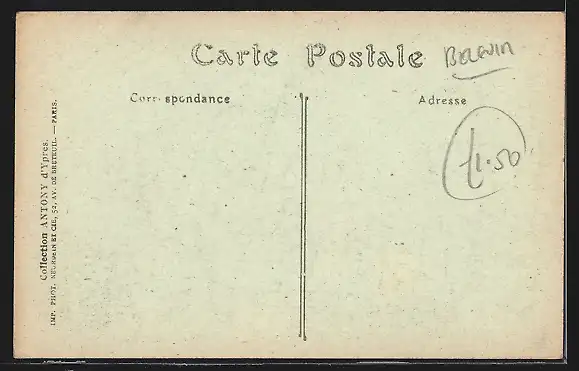 Carte Postale
Correspondance
Adresse
£1.50
Collection ANTONY d'Ypres.
IMP. PHOT. NEURDEIN ET CIE, 52, AV. DE BRETEUIL. — PARIS.